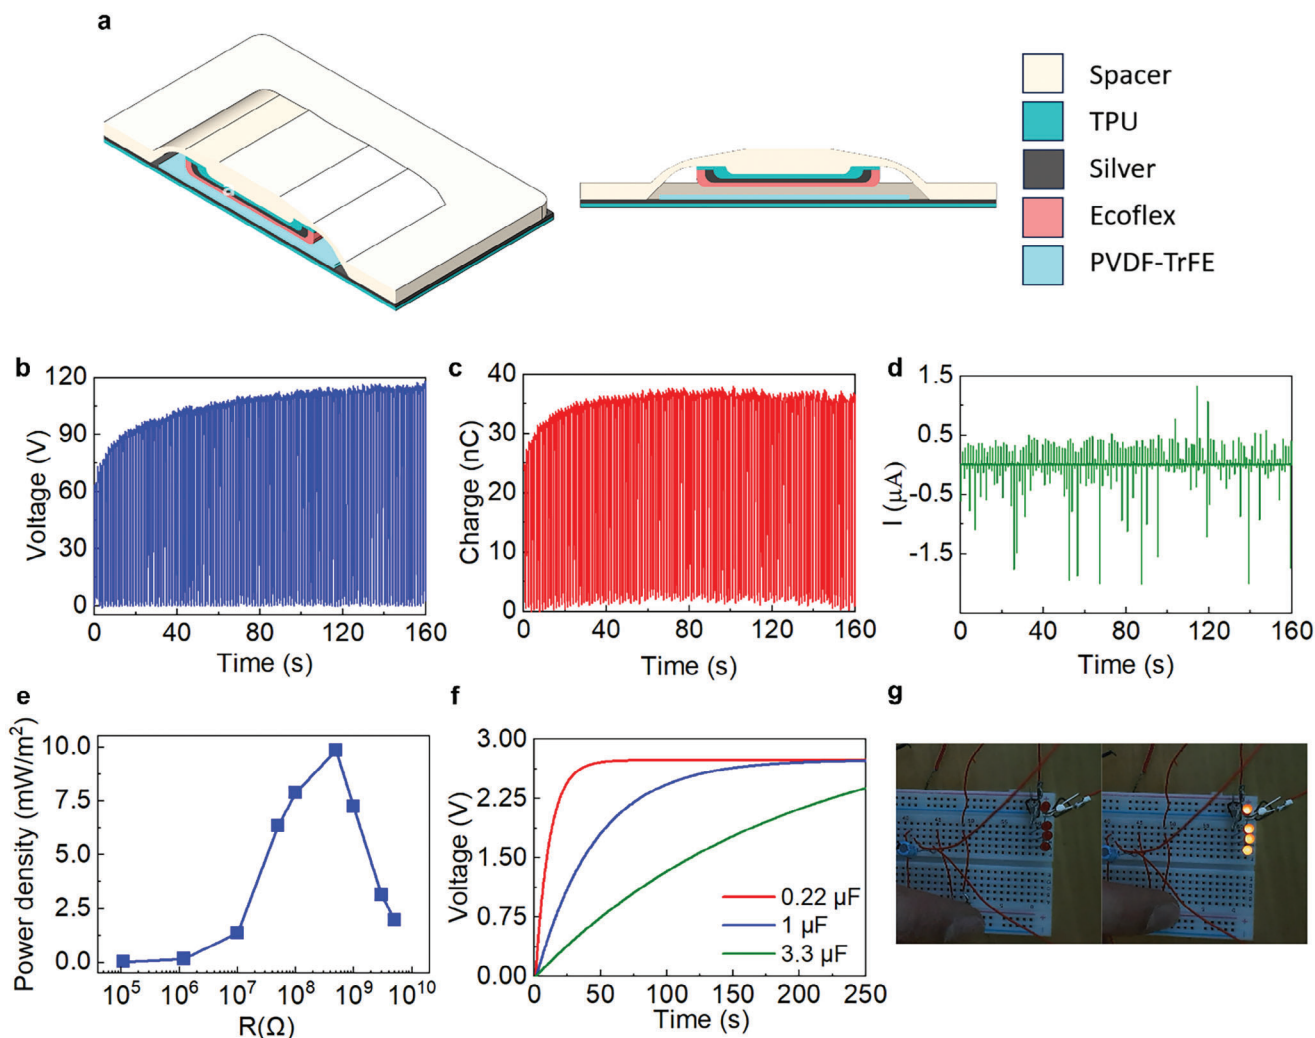 a
Spacer
TPU
Silver
Ecoflex
PVDF-TrFE
b
120
90
60
30
0
Voltage (V)
0 40 80 120 160
Time (s)
c
40
30
20
10
0
Charge (nC)
0 40 80 120 160
Time (s)
d
1.5
0.5
-0.5
-1.5
I (μA)
0 40 80 120 160
Time (s)
e
10.0
7.5
5.0
2.5
0.0
Power density (mW/m²)
10⁵ 10⁶ 10⁷ 10⁸ 10⁹ 10¹⁰
R(Ω)
f
3.00
2.25
1.50
0.75
0.00
Voltage (V)
0.22 μF
1 μF
3.3 μF
0 50 100 150 200 250
Time (s)
g